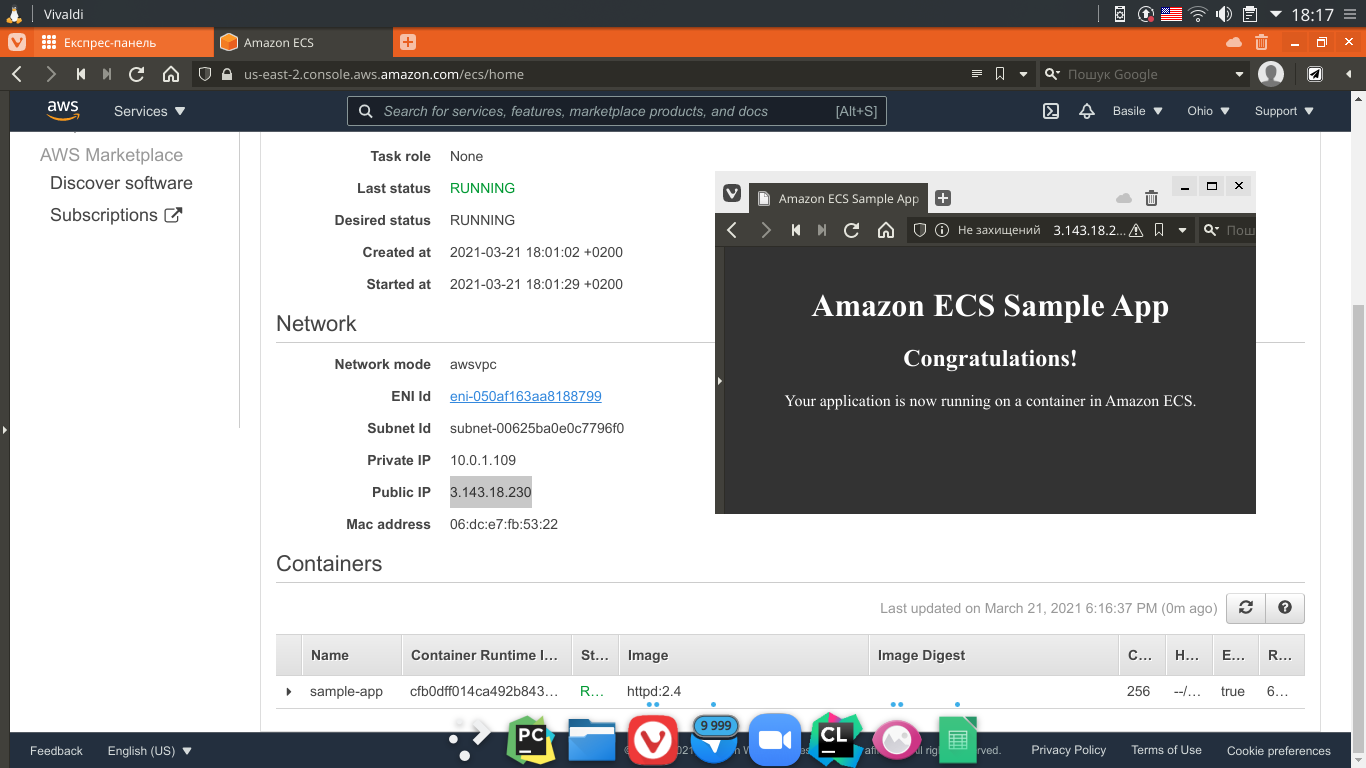 Vivaldi
18:17
Експрес-панель
Amazon ECS
us-east-2.console.aws.amazon.com/ecs/home
Пошук Google
aws
Services
Search for services, features, marketplace products, and docs
[Alt+S]
Basile
Ohio
Support
AWS Marketplace
Discover software
Subscriptions
Task role None
Last status RUNNING
Desired status RUNNING
Created at 2021-03-21 18:01:02 +0200
Started at 2021-03-21 18:01:29 +0200
Network
Network mode awsvpc
ENI Id eni-050af163aa8188799
Subnet Id subnet-00625ba0e0c7796f0
Private IP 10.0.1.109
Public IP 3.143.18.230
Mac address 06:dc:e7:fb:53:22
Amazon ECS Sample App
Не захищений 3.143.18.2...
Пош
Amazon ECS Sample App
Congratulations!
Your application is now running on a container in Amazon ECS.
Containers
Last updated on March 21, 2021 6:16:37 PM (0m ago)
Name Container Runtime I... St... Image Image Digest C... H... E... R...
sample-app cfb0dff014ca492b843... R... httpd:2.4 256 --/... true 6...
Feedback
English (US)
PC
9 999
CL
rved.
Privacy Policy
Terms of Use
Cookie preferences